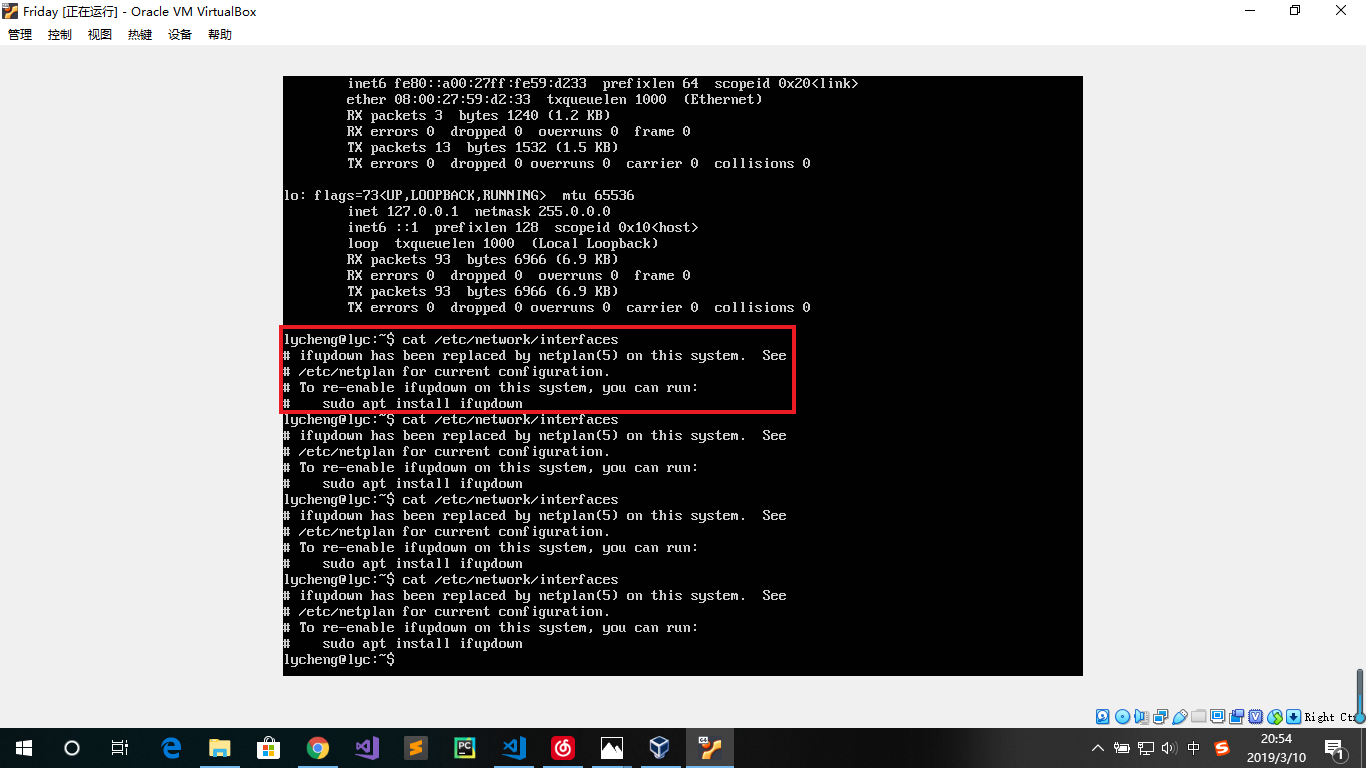 Friday [正在运行] - Oracle VM VirtualBox
管理 控制 视图 热键 设备 帮助
inet6 fe80::a00:27ff:fe59:d233  prefixlen 64  scopeid 0x20<link>
ether 08:00:27:59:d2:33  txqueuelen 1000  (Ethernet)
RX packets 3  bytes 1240 (1.2 KB)
RX errors 0  dropped 0  overruns 0  frame 0
TX packets 13  bytes 1532 (1.5 KB)
TX errors 0  dropped 0 overruns 0  carrier 0  collisions 0
lo: flags=73<UP,LOOPBACK,RUNNING>  mtu 65536
inet 127.0.0.1  netmask 255.0.0.0
inet6 ::1  prefixlen 128  scopeid 0x10<host>
loop  txqueuelen 1000  (Local Loopback)
RX packets 93  bytes 6966 (6.9 KB)
RX errors 0  dropped 0  overruns 0  frame 0
TX packets 93  bytes 6966 (6.9 KB)
TX errors 0  dropped 0 overruns 0  carrier 0  collisions 0
lycheng@lyc:~$ cat /etc/network/interfaces
# ifupdown has been replaced by netplan(5) on this system.  See
# /etc/netplan for current configuration.
# To re-enable ifupdown on this system, you can run:
#    sudo apt install ifupdown
lycheng@lyc:~$ cat /etc/network/interfaces
# ifupdown has been replaced by netplan(5) on this system.  See
# /etc/netplan for current configuration.
# To re-enable ifupdown on this system, you can run:
#    sudo apt install ifupdown
lycheng@lyc:~$ cat /etc/network/interfaces
# ifupdown has been replaced by netplan(5) on this system.  See
# /etc/netplan for current configuration.
# To re-enable ifupdown on this system, you can run:
#    sudo apt install ifupdown
lycheng@lyc:~$ cat /etc/network/interfaces
# ifupdown has been replaced by netplan(5) on this system.  See
# /etc/netplan for current configuration.
# To re-enable ifupdown on this system, you can run:
#    sudo apt install ifupdown
lycheng@lyc:~$
Right
中
20:54
2019/3/10
1